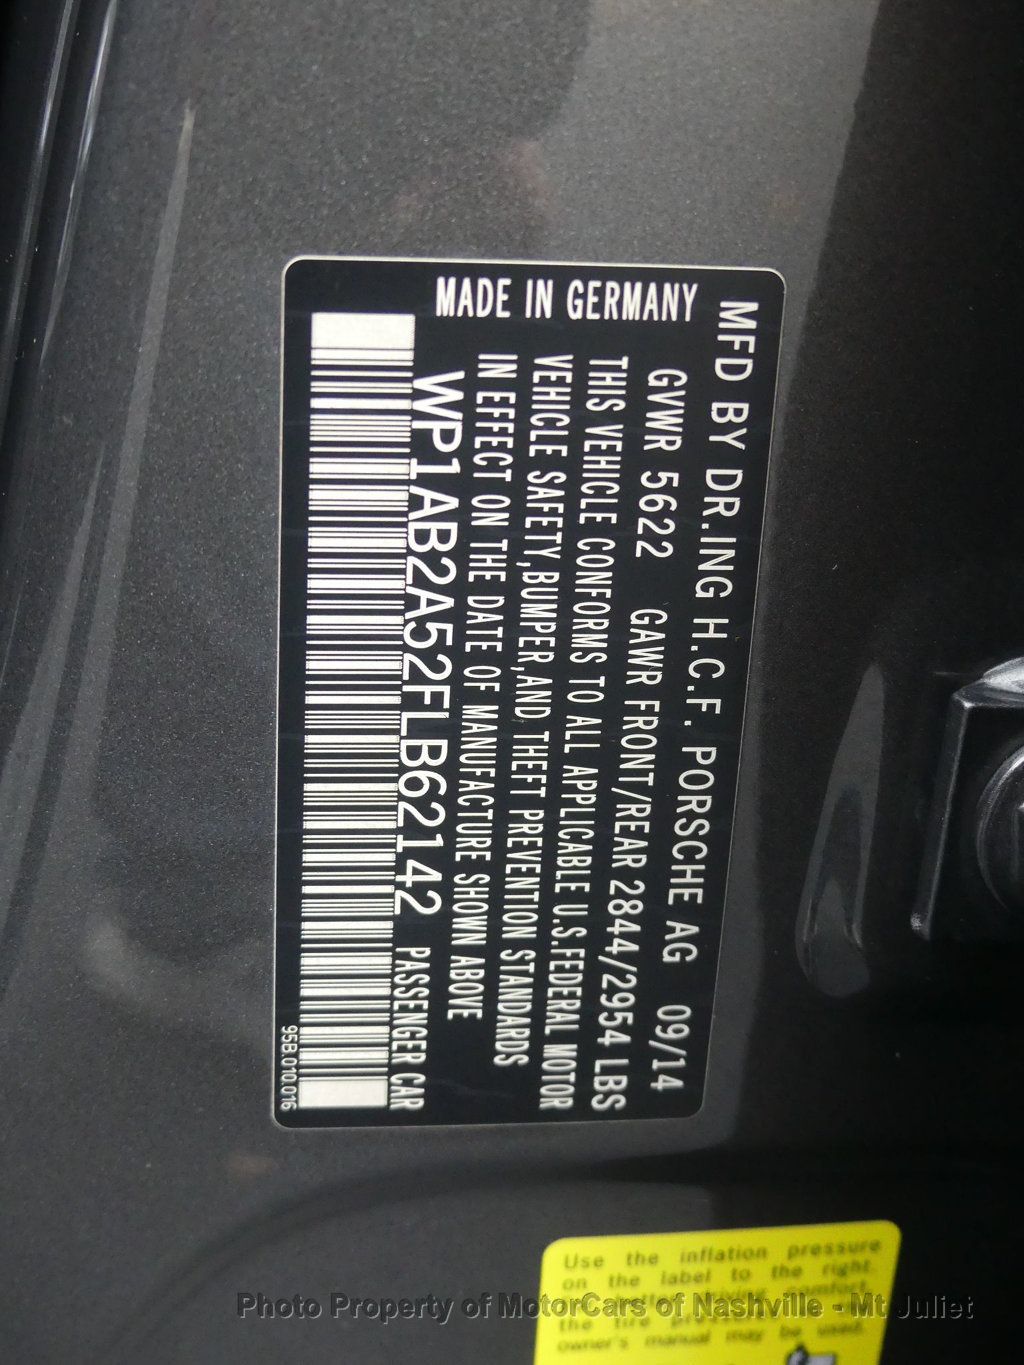 MFD BY DR.ING H.C.F. PORSCHE AG 09/14
GVWR 5622 GAWR FRONT/REAR 2844/2954 LBS
THIS VEHICLE CONFORMS TO ALL APPLICABLE U.S.FEDERAL MOTOR
VEHICLE SAFETY,BUMPER,AND THEFT PREVENTION STANDARDS
IN EFFECT ON THE DATE OF MANUFACTURE SHOWN ABOVE
MADE IN GERMANY
WP1AB2A52FLB62142 PASSENGER CAR
95B.010.016
Use the inflation pressure
on the label to the right.
comfort,
the tire pressure
owner's manual may be used.
Photo Property of MotorCars of Nashville - Mt Juliet